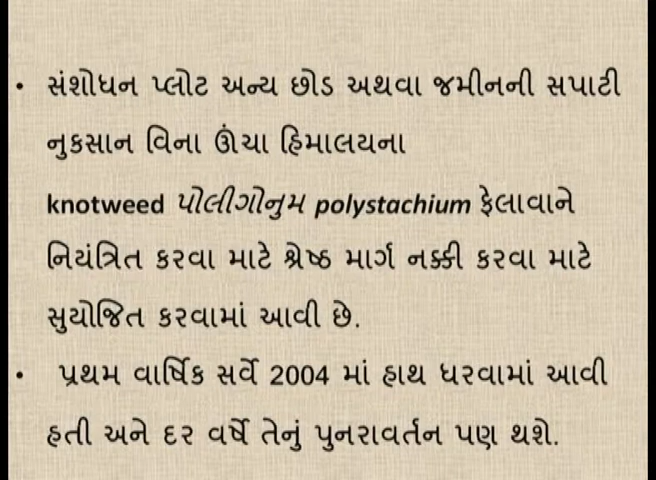 • સંશોધન પ્લોટ અન્ય છોડ અથવા જમીનની સપાટી
નુકસાન વિના ઊંચા હિમાલયના
knotweed પોલીગોનુમ polystachium ફેલાવાને
નિયંત્રિત કરવા માટે શ્રેષ્ઠ માર્ગ નક્કી કરવા માટે
સુયોજિત કરવામાં આવી છે.
• પ્રથમ વાર્ષિક સર્વે 2004 માં હાથ ધરવામાં આવી
હતી અને દર વર્ષે તેનું પુનરાવર્તન પણ થશે.